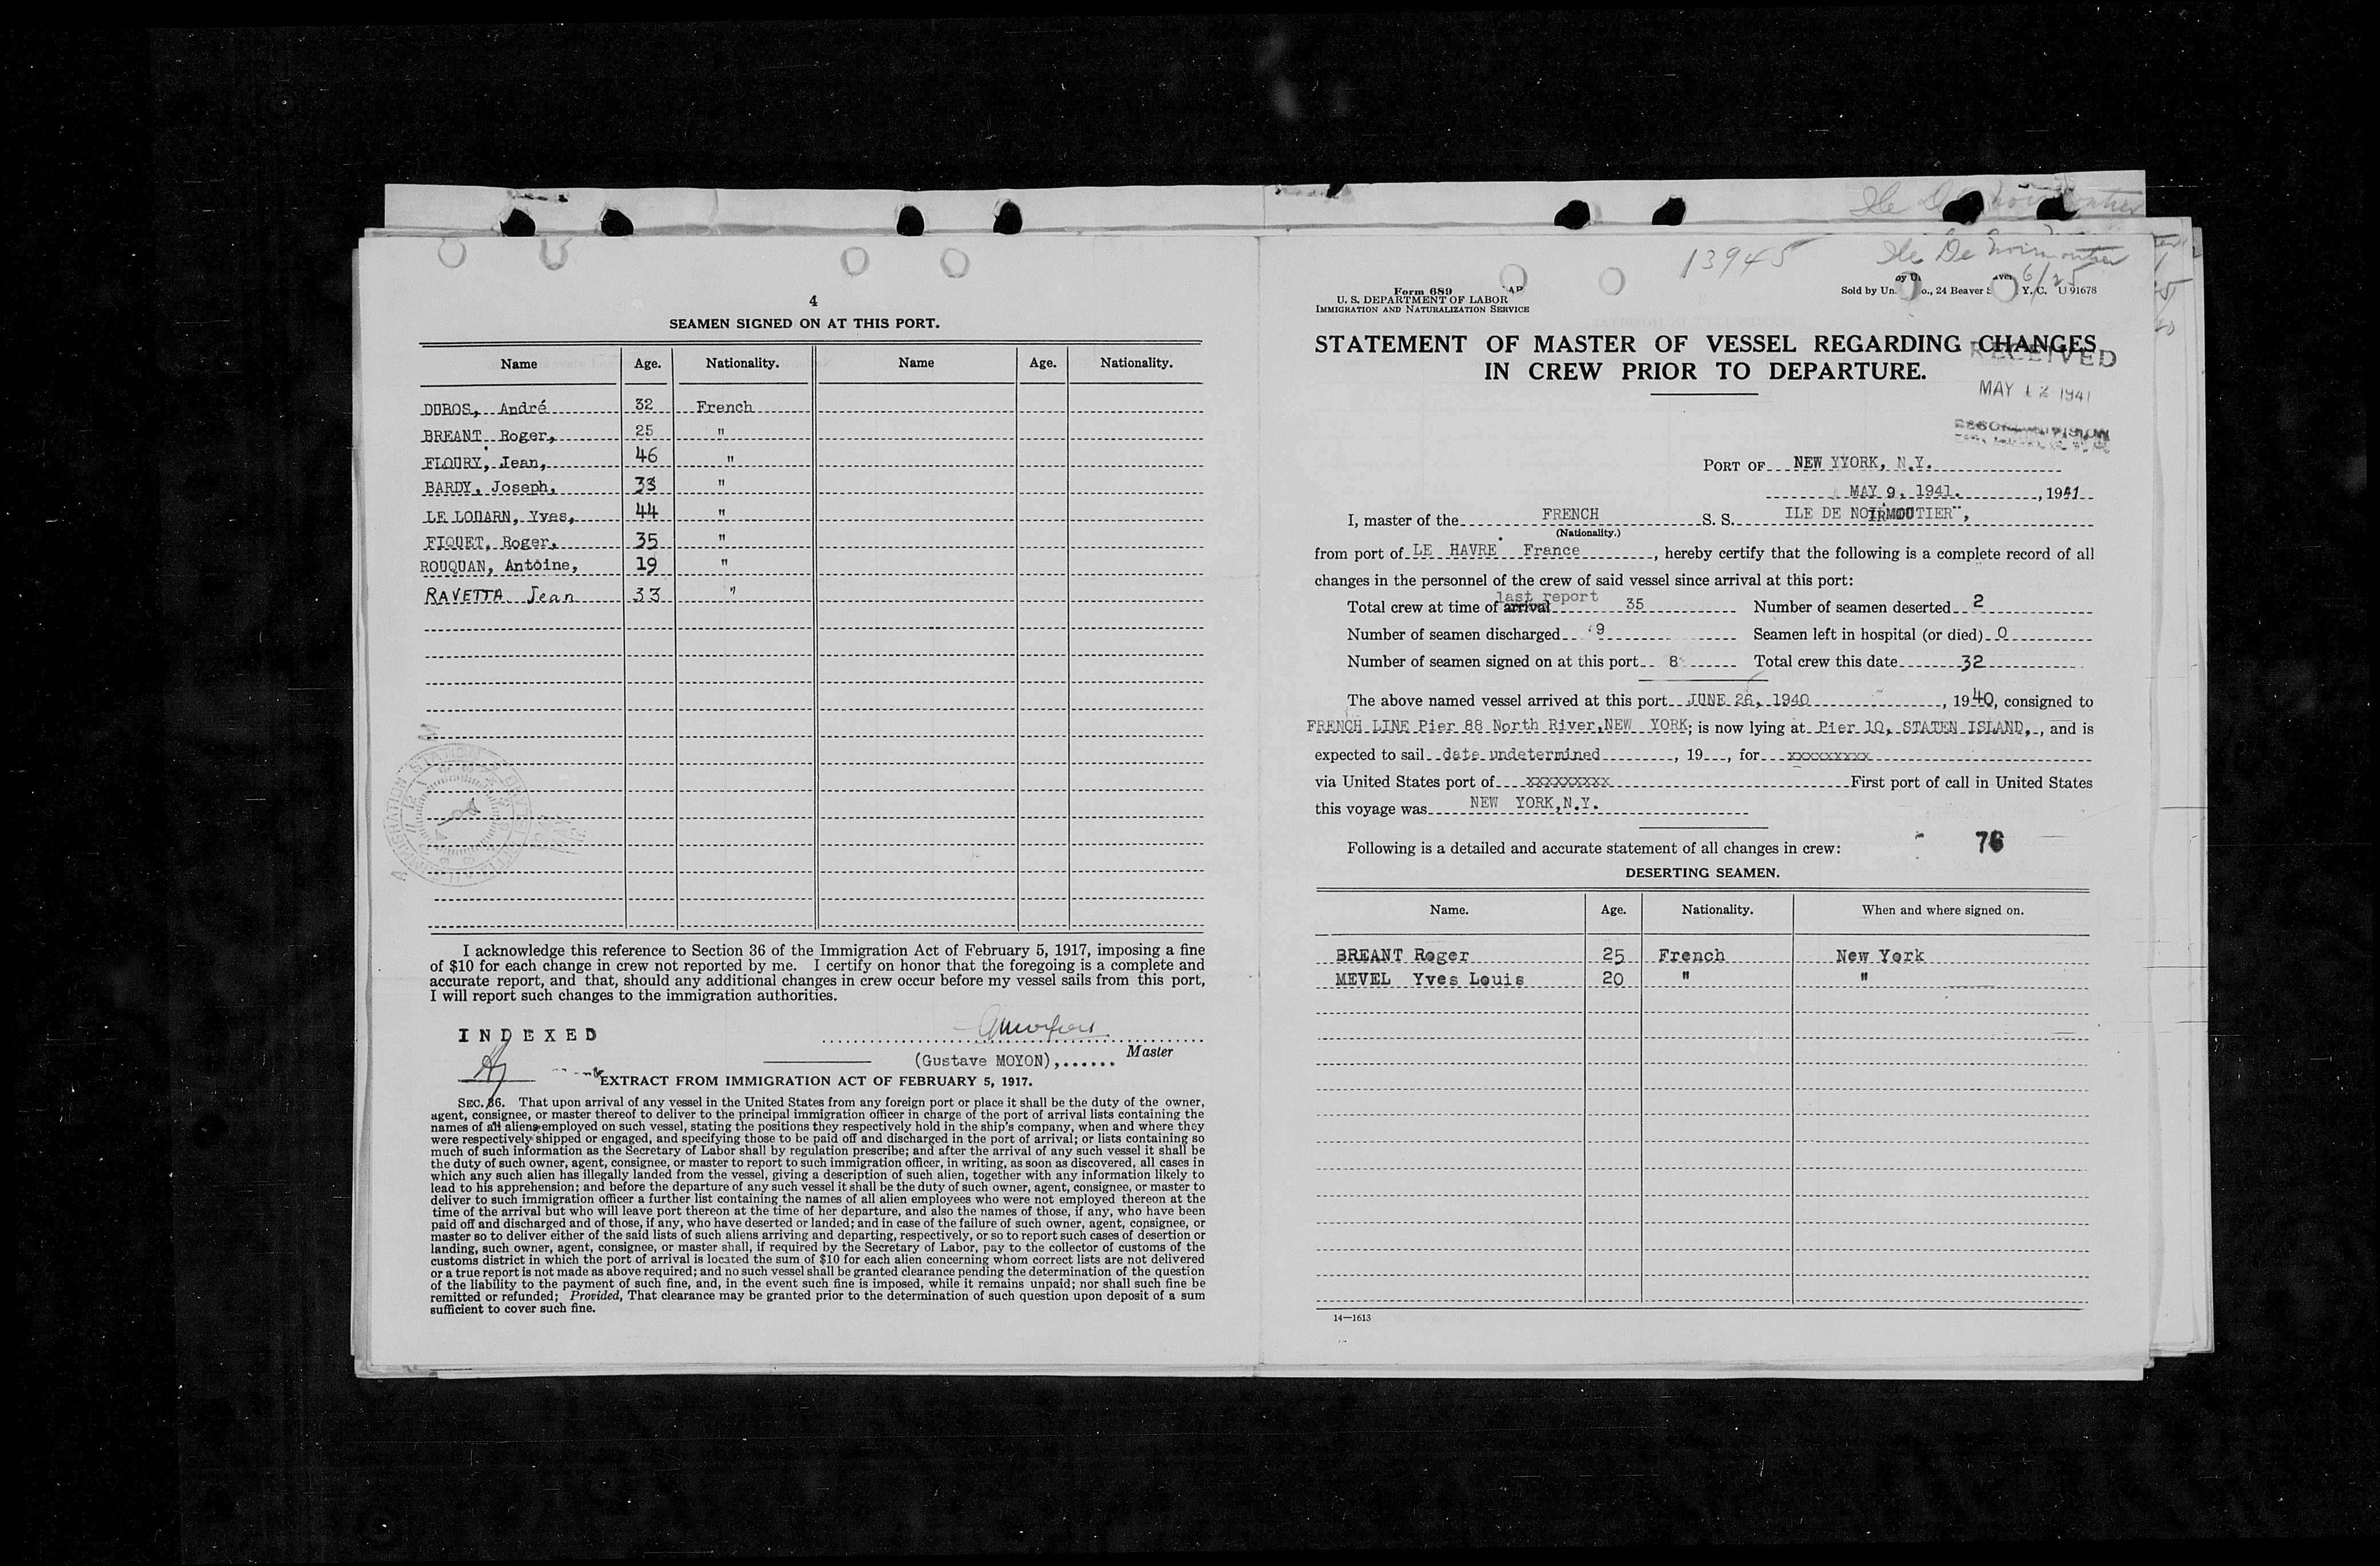 4
SEAMEN SIGNED ON AT THIS PORT.
Name Age. Nationality. Name Age. Nationality.
DUROS, André 32 French
BREANT Roger, 25 "
FLOURY, Jean, 46 "
BARDY, Joseph, 33 "
LE LOUARN, Yves, 44 "
FIQUET, Roger, 35 "
ROUQUAN, Antoine, 19 "
RAVETTA Jean 33 "
I acknowledge this reference to Section 36 of the Immigration Act of February 5, 1917, imposing a fine
of $10 for each change in crew not reported by me. I certify on honor that the foregoing is a complete and
accurate report, and that, should any additional changes in crew occur before my vessel sails from this port,
I will report such changes to the immigration authorities.
INDEXED
(Gustave MOYON),...... Master
EXTRACT FROM IMMIGRATION ACT OF FEBRUARY 5, 1917.
SEC. 36. That upon arrival of any vessel in the United States from any foreign port or place it shall be the duty of the owner,
agent, consignee, or master thereof to deliver to the principal immigration officer in charge of the port of arrival lists containing the
names of all aliens employed on such vessel, stating the positions they respectively hold in the ship's company, when and where they
were respectively shipped or engaged, and specifying those to be paid off and discharged in the port of arrival; or lists containing so
much of such information as the Secretary of Labor shall by regulation prescribe; and after the arrival of any such vessel it shall be
the duty of such owner, agent, consignee, or master to report to such immigration officer, in writing, as soon as discovered, all cases in
which any such alien has illegally landed from the vessel, giving a description of such alien, together with any information likely to
lead to his apprehension; and before the departure of any such vessel it shall be the duty of such owner, agent, consignee, or master to
deliver to such immigration officer a further list containing the names of all alien employees who were not employed thereon at the
time of the arrival but who will leave port thereon at the time of her departure, and also the names of those, if any, who have been
paid off and discharged and of those, if any, who have deserted or landed; and in case of the failure of such owner, agent, consignee, or
master so to deliver either of the said lists of such aliens arriving and departing, respectively, or so to report such cases of desertion or
landing, such owner, agent, consignee, or master shall, if required by the Secretary of Labor, pay to the collector of customs of the
customs district in which the port of arrival is located the sum of $10 for each alien concerning whom correct lists are not delivered
or a true report is not made as above required; and no such vessel shall be granted clearance pending the determination of the question
of the liability to the payment of such fine, and, in the event such fine is imposed, while it remains unpaid; nor shall such fine be
remitted or refunded; Provided, That clearance may be granted prior to the determination of such question upon deposit of a sum
sufficient to cover such fine.
13945 Ile De Noirmoutier
6/25
Form 689
U. S. DEPARTMENT OF LABOR
IMMIGRATION AND NATURALIZATION SERVICE
Sold by Un. o., 24 Beaver Y. C. U 91678
STATEMENT OF MASTER OF VESSEL REGARDING CHANGES
IN CREW PRIOR TO DEPARTURE.
RECEIVED
MAY 12 1941
PORT OF NEW YYORK, N.Y.
MAY 9, 1941. , 1941
I, master of the FRENCH S. S. ILE DE NOIRMOUTIER",
(Nationality.)
from port of LE HAVRE France , hereby certify that the following is a complete record of all
changes in the personnel of the crew of said vessel since arrival at this port:
last report
Total crew at time of arrival 35 Number of seamen deserted 2
Number of seamen discharged 9 Seamen left in hospital (or died) 0
Number of seamen signed on at this port 8 Total crew this date 32
The above named vessel arrived at this port JUNE 26, 1940 , 1940, consigned to
FRENCH LINE Pier 88 North River,NEW YORK; is now lying at Pier 10, STATEN ISLAND, , and is
expected to sail date undetermined , 19 , for xxxxxxxxx
via United States port of xxxxxxxxx First port of call in United States
this voyage was NEW YORK,N.Y.
76
Following is a detailed and accurate statement of all changes in crew:
DESERTING SEAMEN.
Name. Age. Nationality. When and where signed on.
BREANT Roger 25 French New York
MEVEL Yves Louis 20 " "
14—1613